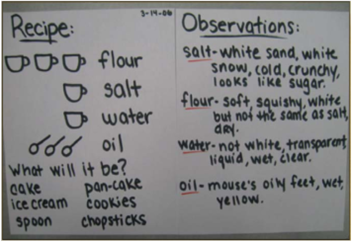 3-14-06
Recipe:
flour
salt
water
oil
What will it be?
cake pan-cake
ice cream cookies
spoon chopsticks
Observations:
salt- white sand, white
snow, cold, crunchy,
looks like sugar.
flour- soft, squishy, white
but not the same as salt,
dry.
water- not white, transparent
liquid, wet, clear.
oil- mouse's oily feet, wet,
yellow.